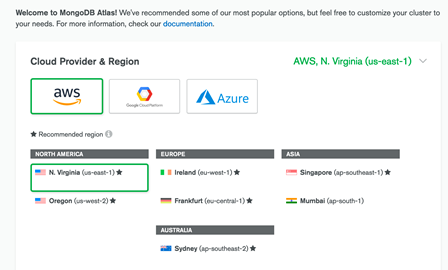 Welcome to MongoDB Atlas! We've recommended some of our most popular options, but feel free to customize your cluster to
your needs. For more information, check our documentation.
Cloud Provider & Region
AWS, N. Virginia (us-east-1)
aws
Google Cloud Platform
Azure
★ Recommended region i
NORTH AMERICA
N. Virginia (us-east-1) ★
Oregon (us-west-2) ★
EUROPE
Ireland (eu-west-1) ★
Frankfurt (eu-central-1) ★
AUSTRALIA
Sydney (ap-southeast-2) ★
ASIA
Singapore (ap-southeast-1) ★
Mumbai (ap-south-1)